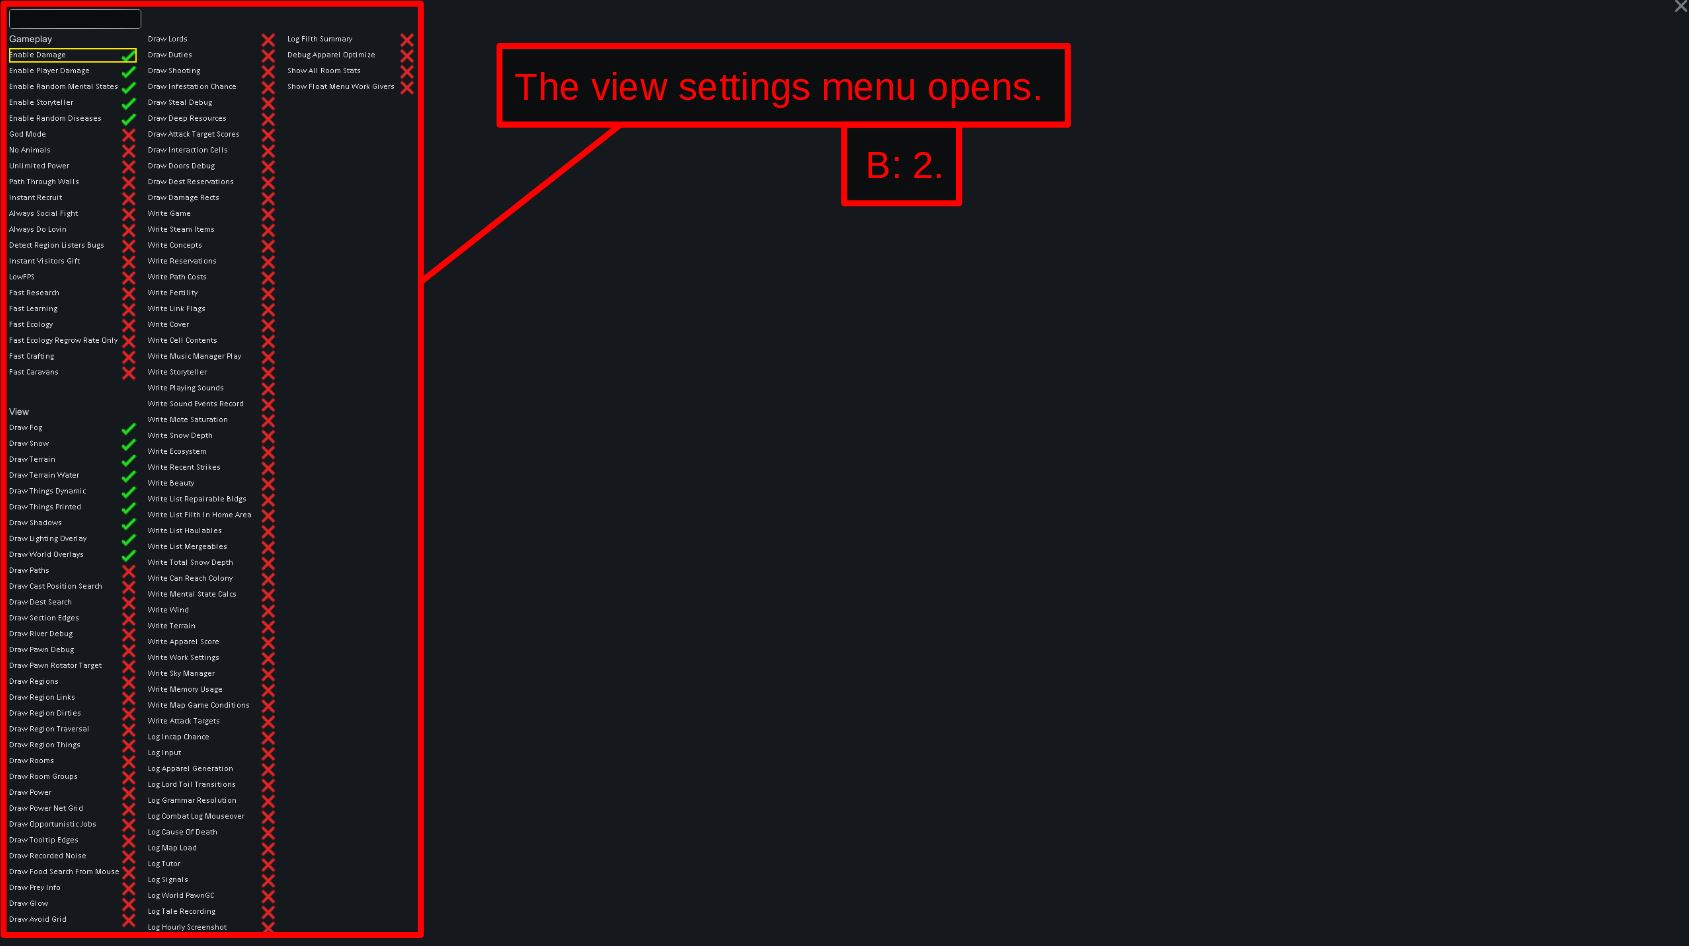 Gameplay
Enable Damage
Enable Player Damage
Enable Random Mental States
Enable Storyteller
Enable Random Diseases
God Mode
No Animals
Unlimited Power
Path Through Walls
Instant Recruit
Always Social Fight
Always Do Lovin
Detect Region Listers Bugs
Instant Visitors Gift
LowFPS
Fast Research
Fast Learning
Fast Ecology
Fast Ecology Regrow Rate Only
Fast Crafting
Fast Caravans
View
Draw Fog
Draw Snow
Draw Terrain
Draw Terrain Water
Draw Things Dynamic
Draw Things Printed
Draw Shadows
Draw Lighting Overlay
Draw World Overlays
Draw Paths
Draw Cast Position Search
Draw Dest Search
Draw Section Edges
Draw River Debug
Draw Pawn Debug
Draw Pawn Rotator Target
Draw Regions
Draw Region Links
Draw Region Dirties
Draw Region Traversal
Draw Region Things
Draw Rooms
Draw Room Groups
Draw Power
Draw Power Net Grid
Draw Opportunistic Jobs
Draw Tooltip Edges
Draw Recorded Noise
Draw Food Search From Mouse
Draw Prey Info
Draw Glow
Draw Avoid Grid
Draw Lords
Draw Duties
Draw Shooting
Draw Infestation Chance
Draw Steal Debug
Draw Deep Resources
Draw Attack Target Scores
Draw Interaction Cells
Draw Doors Debug
Draw Dest Reservations
Draw Damage Rects
Write Game
Write Steam Items
Write Concepts
Write Reservations
Write Path Costs
Write Fertility
Write Link Flags
Write Cover
Write Cell Contents
Write Music Manager Play
Write Storyteller
Write Playing Sounds
Write Sound Events Record
Write Mote Saturation
Write Snow Depth
Write Ecosystem
Write Recent Strikes
Write Beauty
Write List Repairable Bldgs
Write List Filth In Home Area
Write List Haulables
Write List Mergeables
Write Total Snow Depth
Write Can Reach Colony
Write Mental State Calcs
Write Wind
Write Terrain
Write Apparel Score
Write Work Settings
Write Sky Manager
Write Memory Usage
Write Map Game Conditions
Write Attack Targets
Log Incap Chance
Log Input
Log Apparel Generation
Log Lord Toil Transitions
Log Grammar Resolution
Log Combat Log Mouseover
Log Cause Of Death
Log Map Load
Log Tutor
Log Signals
Log World PawnGC
Log Tale Recording
Log Hourly Screenshot
Log Filth Summary
Debug Apparel Optimize
Show All Room Stats
Show Float Menu Work Givers
The view settings menu opens.
B: 2.